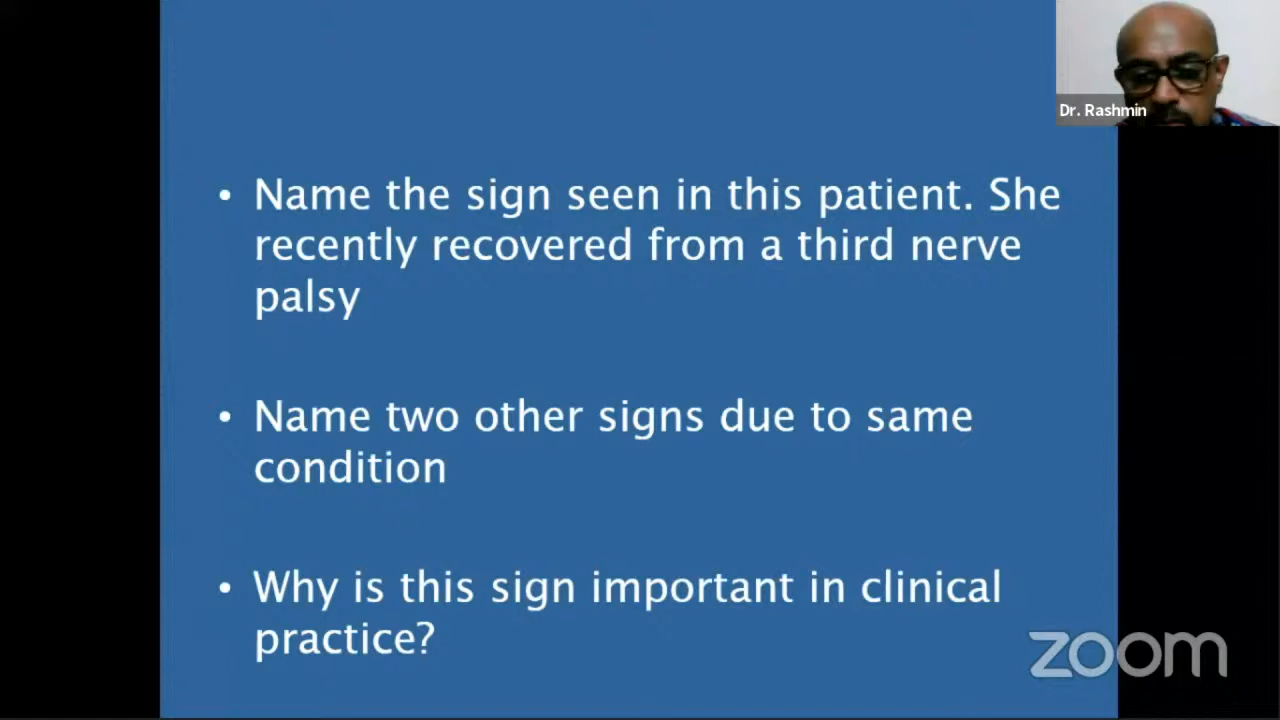 Dr. Rashmin
• Name the sign seen in this patient. She
recently recovered from a third nerve
palsy
• Name two other signs due to same
condition
• Why is this sign important in clinical
practice?
zoom